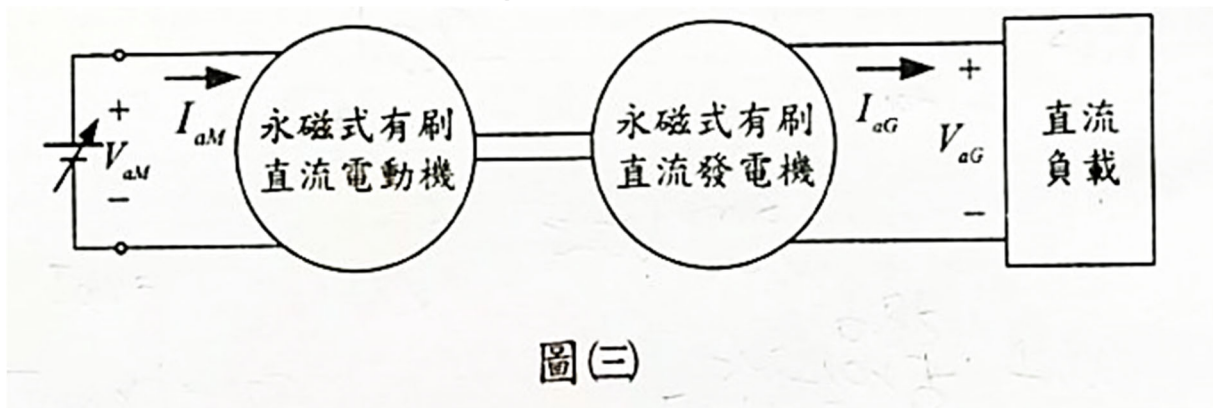 +
V_aM
−
I_aM
永磁式有刷
直流電動機
永磁式有刷
直流發電機
I_aG
+
V_aG
−
直流
負載
圖(三)